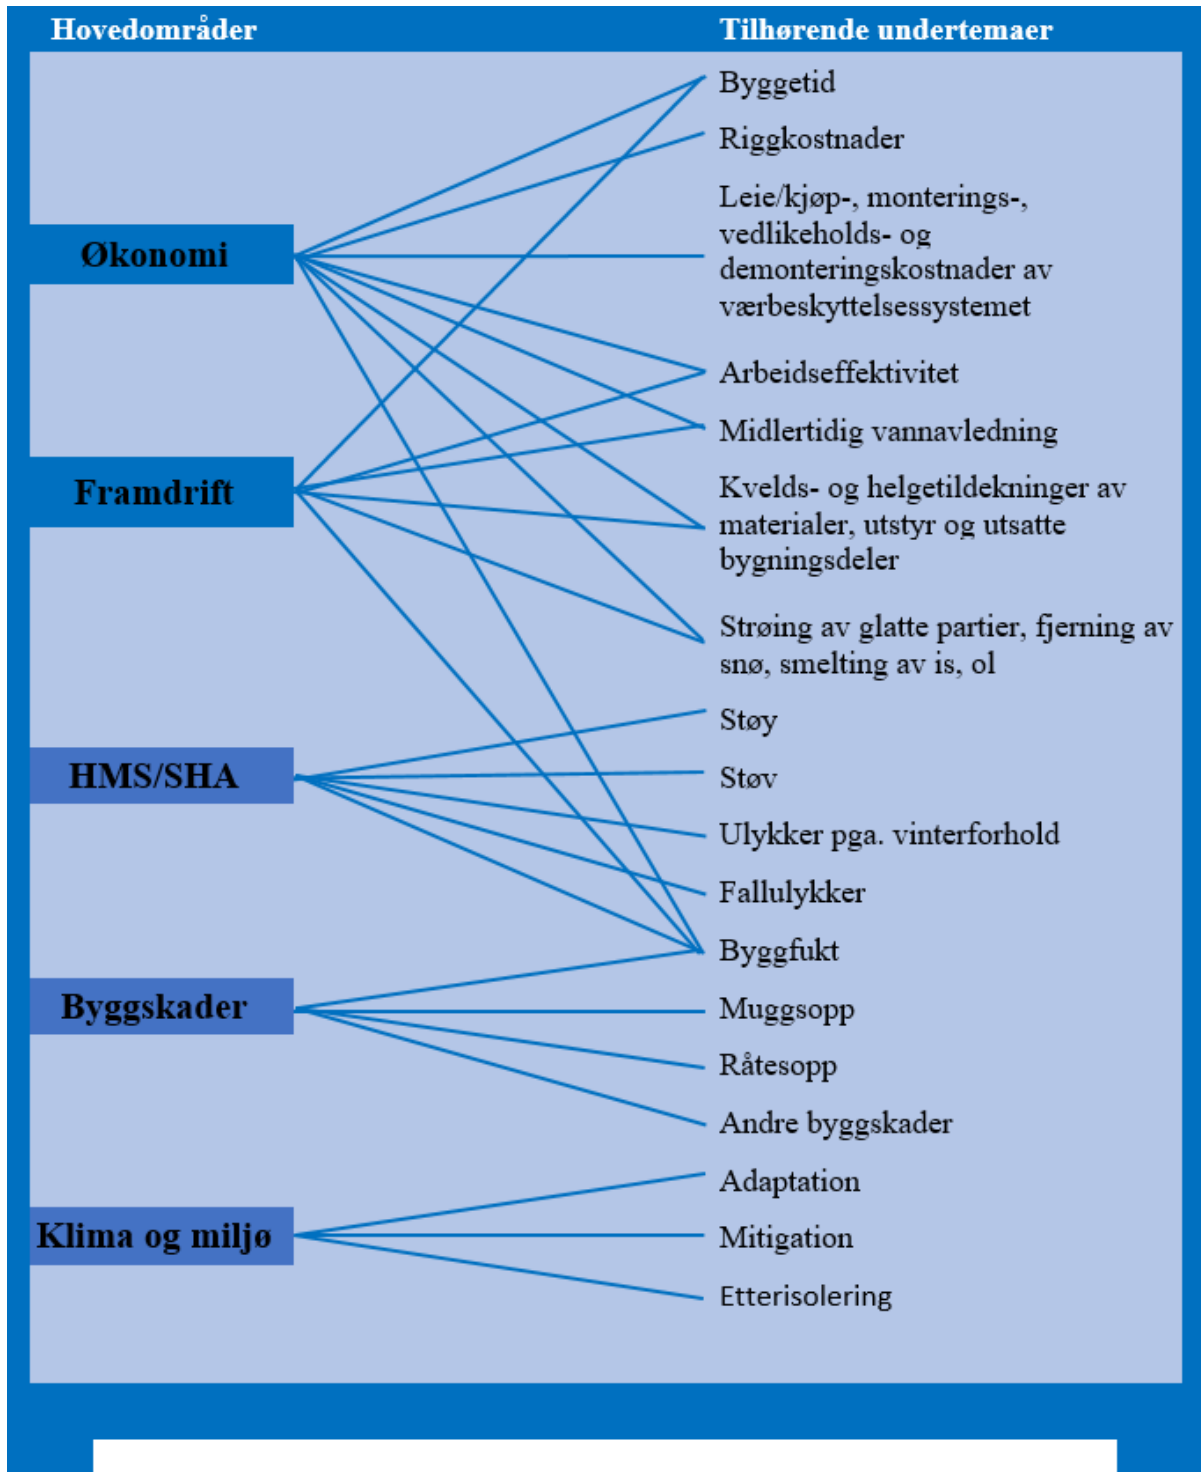 Hovedområder
Tilhørende undertemaer
Byggetid
Riggkostnader
Leie/kjøp-, monterings-,
vedlikeholds- og
demonteringskostnader av
værbeskyttelsessystemet
Økonomi
Arbeidseffektivitet
Midlertidig vannavledning
Framdrift
Kvelds- og helgetildekninger av
materialer, utstyr og utsatte
bygningsdeler
Strøing av glatte partier, fjerning av
snø, smelting av is, ol
Støy
HMS/SHA
Støv
Ulykker pga. vinterforhold
Fallulykker
Byggfukt
Byggskader
Muggsopp
Råtesopp
Andre byggskader
Adaptation
Klima og miljø
Mitigation
Etterisolering